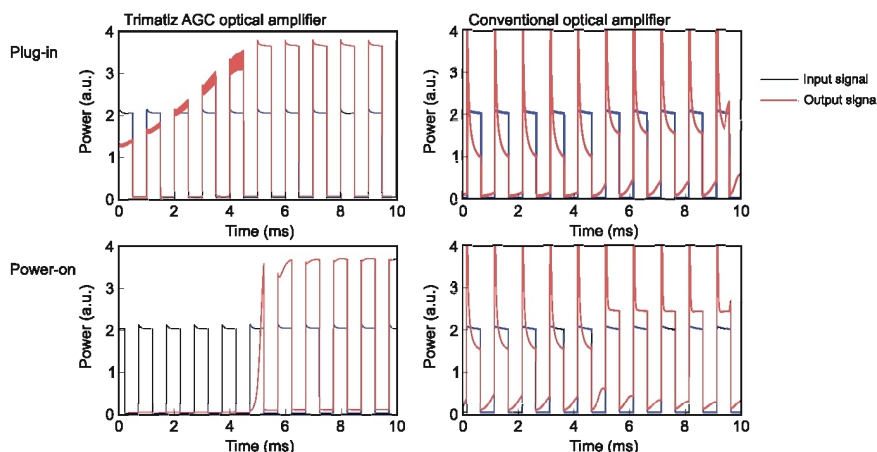 Trimatiz AGC optical amplifier
Conventional optical amplifier
Plug-in
Power (a.u.)
4
3
2
1
0
0 2 4 6 8 10
Time (ms)
Power (a.u.)
4
3
2
1
0
0 2 4 6 8 10
Time (ms)
Input signal
Output signa
Power-on
Power (a.u.)
4
3
2
1
0
0 2 4 6 8 10
Time (ms)
Power (a.u.)
4
3
2
1
0
0 2 4 6 8 10
Time (ms)